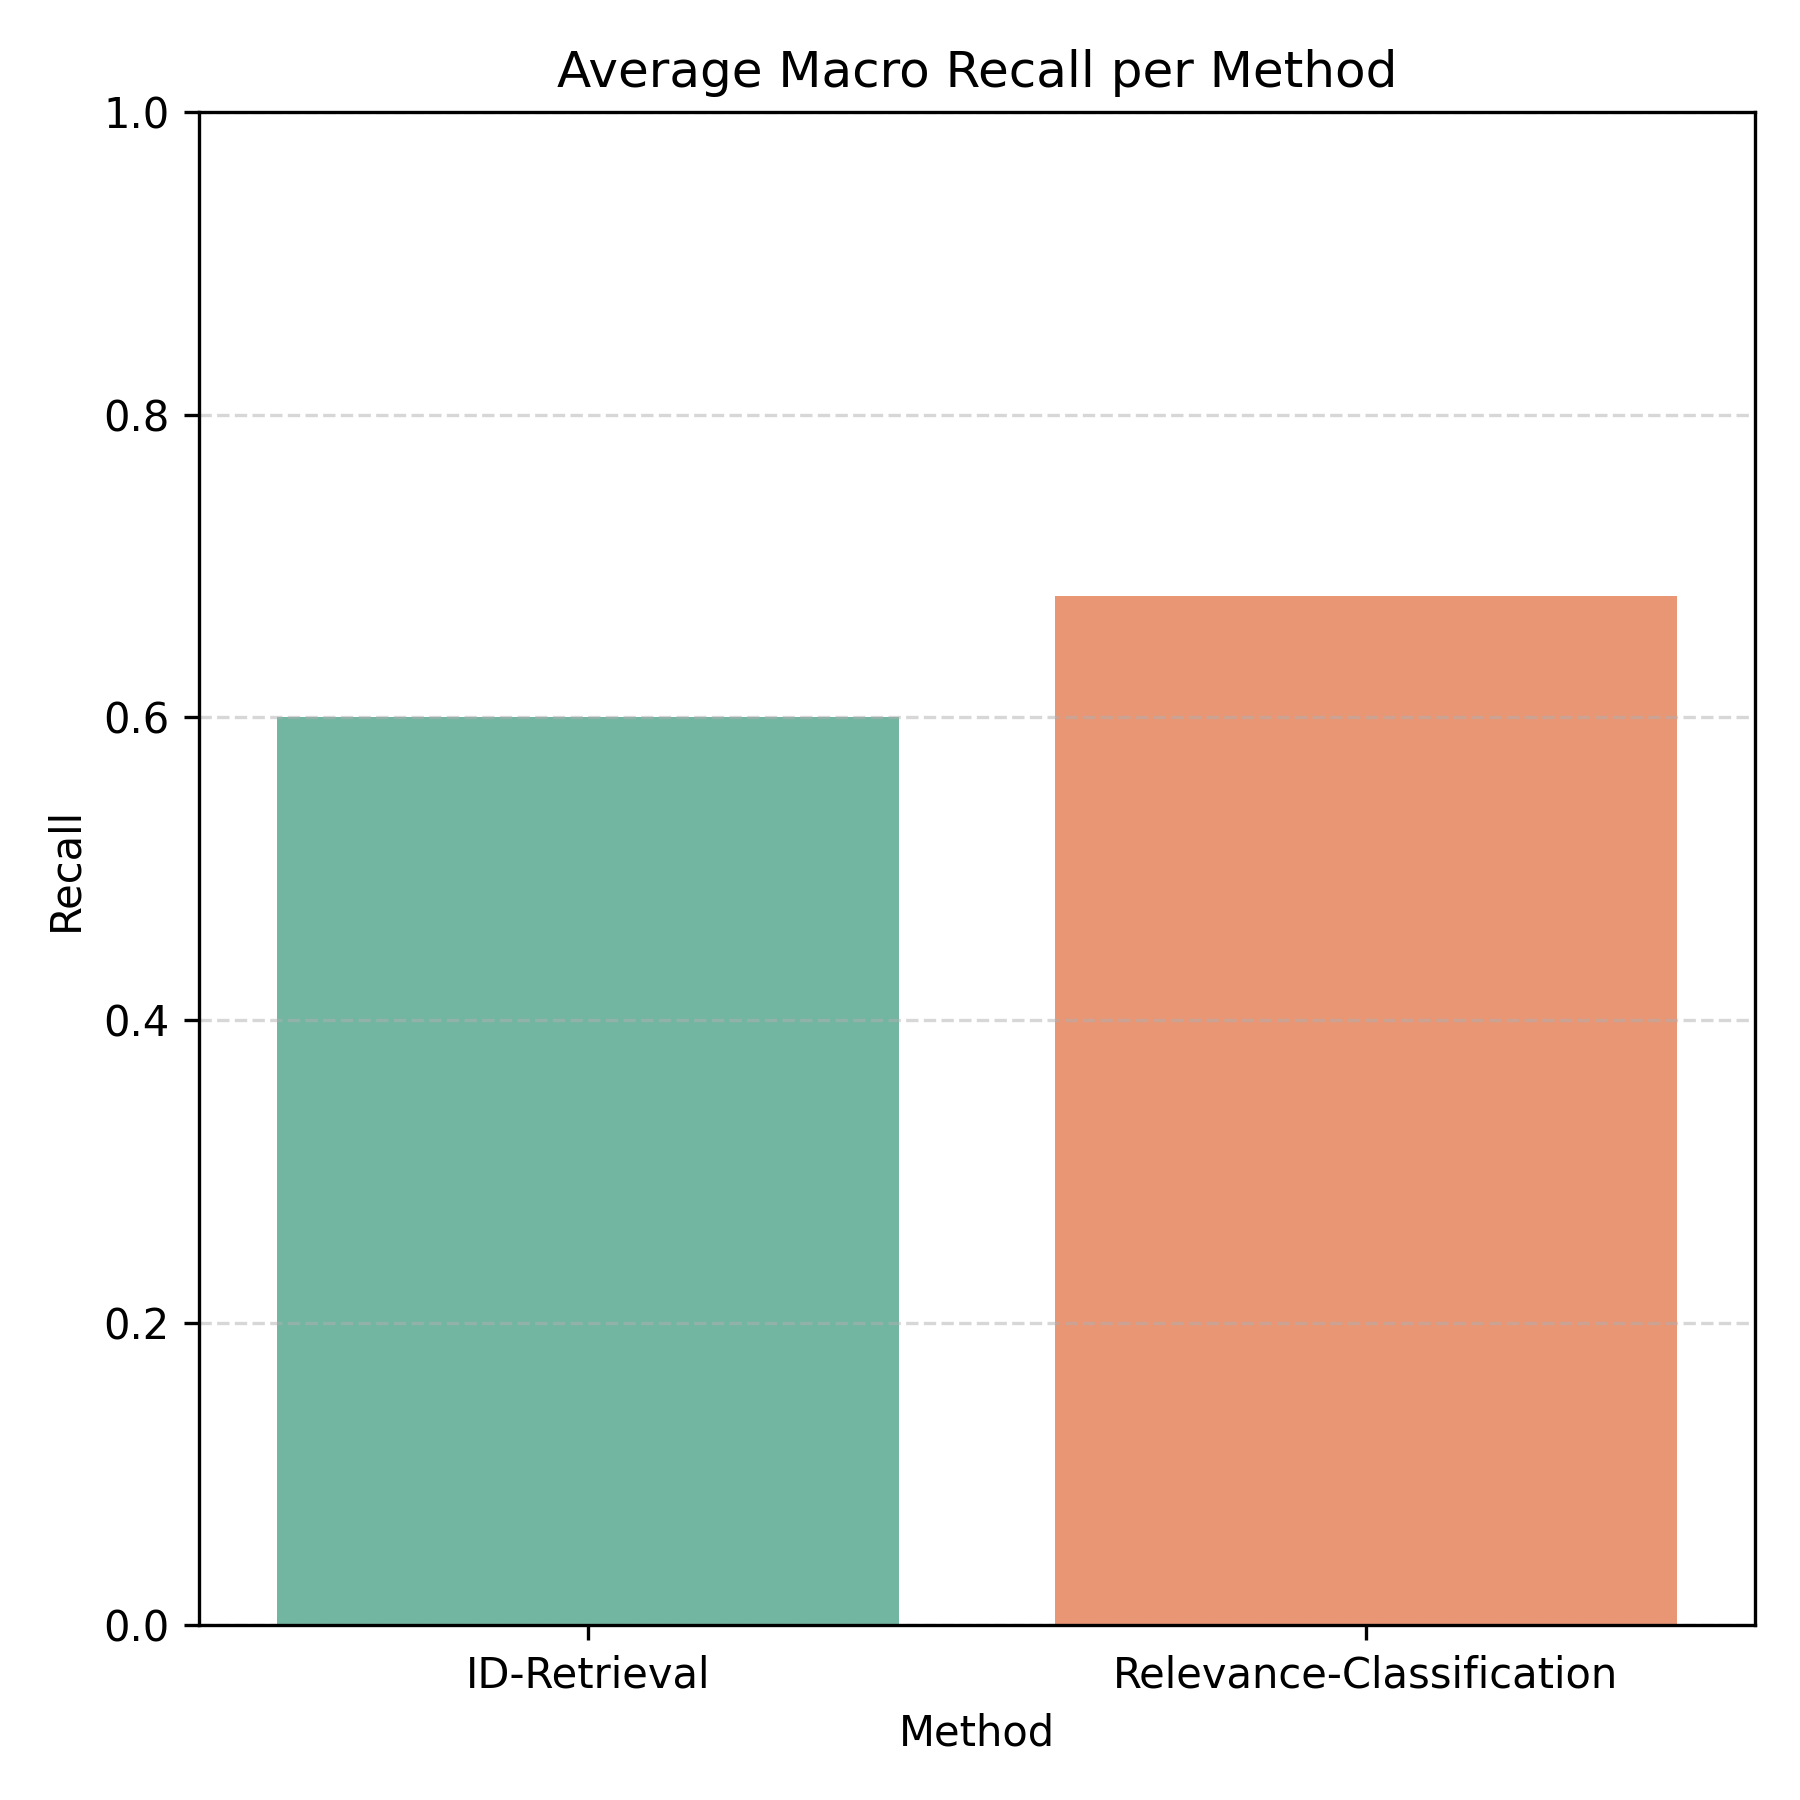 Average Macro Recall per Method
1.0
0.8
0.6
0.4
0.2
0.0
Recall
ID-Retrieval
Relevance-Classification
Method